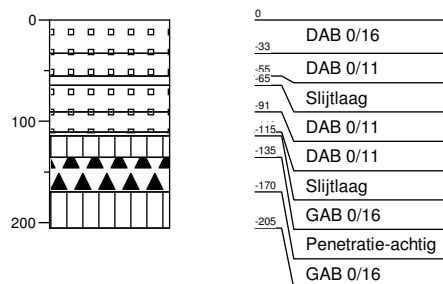 0
0
DAB 0/16
-33
DAB 0/11
-55
-65
Slijtlaag
-91
DAB 0/11
100
DAB 0/11
-115
-135
Slijtlaag
-170
GAB 0/16
200
-205
Penetratie-achtig
GAB 0/16